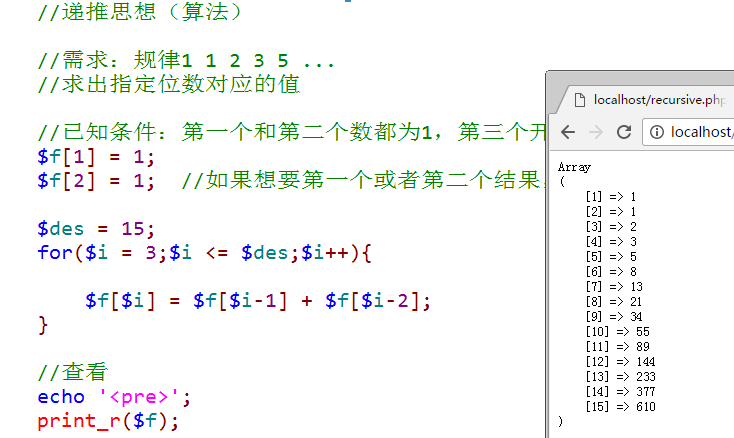 //递推思想（算法）
//需求：规律1 1 2 3 5 ...
//求出指定位数对应的值
//已知条件：第一个和第二个数都为1，第三个开
$f[1] = 1;
$f[2] = 1;  //如果想要第一个或者第二个结果，
$des = 15;
for($i = 3;$i <= $des;$i++){
    $f[$i] = $f[$i-1] + $f[$i-2];
}
//查看
echo '<pre>';
print_r($f);
localhost/recursive.php
localhost/
Array
(
    [1] => 1
    [2] => 1
    [3] => 2
    [4] => 3
    [5] => 5
    [6] => 8
    [7] => 13
    [8] => 21
    [9] => 34
    [10] => 55
    [11] => 89
    [12] => 144
    [13] => 233
    [14] => 377
    [15] => 610
)